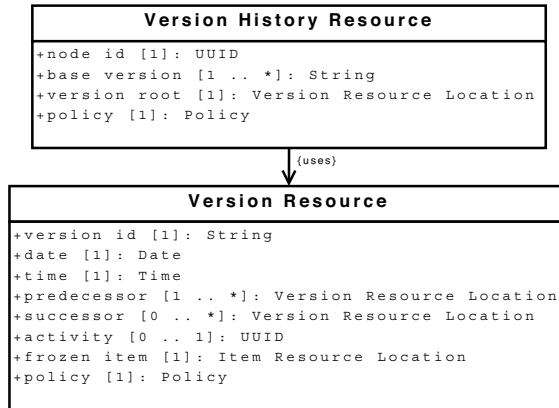 Version History Resource
+node id [1]: UUID
+base version [1 .. *]: String
+version root [1]: Version Resource Location
+policy [1]: Policy
{uses}
Version Resource
+version id [1]: String
+date [1]: Date
+time [1]: Time
+predecessor [1 .. *]: Version Resource Location
+successor [0 .. *]: Version Resource Location
+activity [0 .. 1]: UUID
+frozen item [1]: Item Resource Location
+policy [1]: Policy